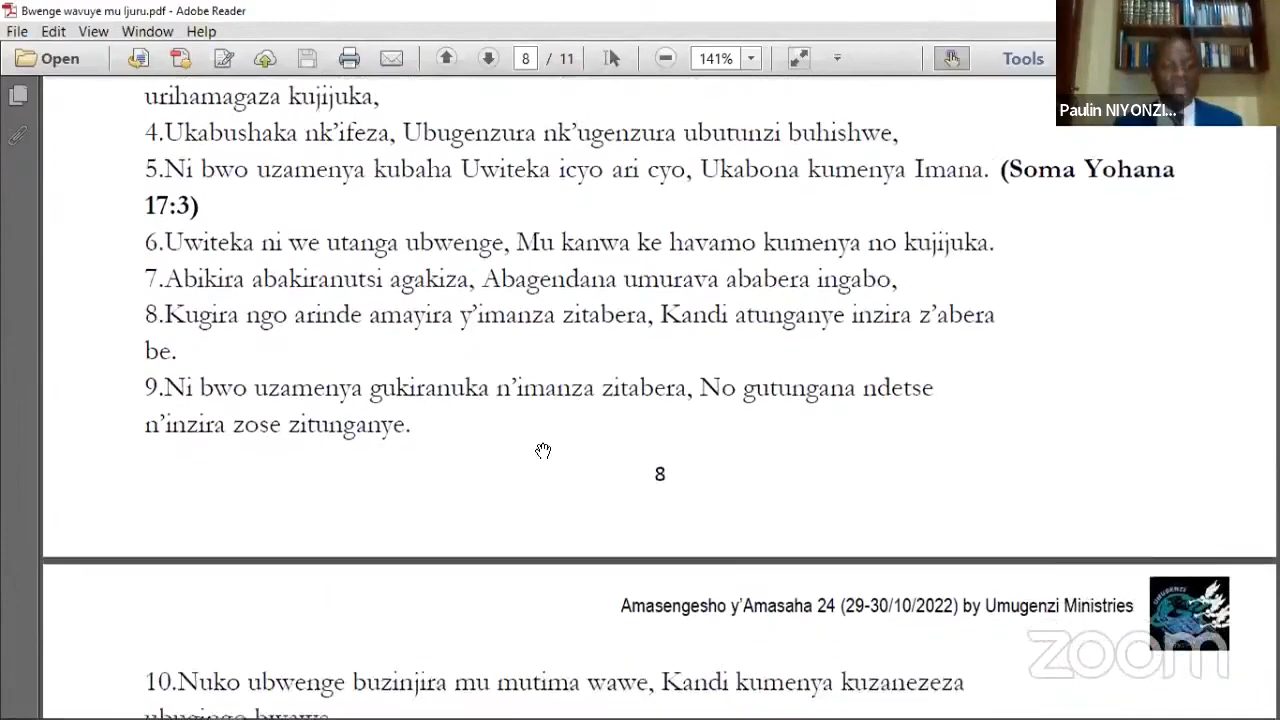 Bwenge wavuye mu Ijuru.pdf - Adobe Reader
File Edit View Window Help
Open 8 / 11 141% Tools
Paulin NIYONZI...
urihamagaza kujijuka,
4.Ukabushaka nk'ifeza, Ubugenzura nk'ugenzura ubutunzi buhishwe,
5.Ni bwo uzamenya kubaha Uwiteka icyo ari cyo, Ukabona kumenya Imana. (Soma Yohana
17:3)
6.Uwiteka ni we utanga ubwenge, Mu kanwa ke havamo kumenya no kujijuka.
7.Abikira abakiranutsi agakiza, Abagendana umurava ababera ingabo,
8.Kugira ngo arinde amayira y'imanza zitabera, Kandi atunganye inzira z'abera
be.
9.Ni bwo uzamenya gukiranuka n'imanza zitabera, No gutungana ndetse
n'inzira zose zitunganye.
8
Amasengesho y'Amasaha 24 (29-30/10/2022) by Umugenzi Ministries
UMUGENZI
zoom
10.Nuko ubwenge buzinjira mu mutima wawe, Kandi kumenya kuzanezeza
ubugingo bwawe